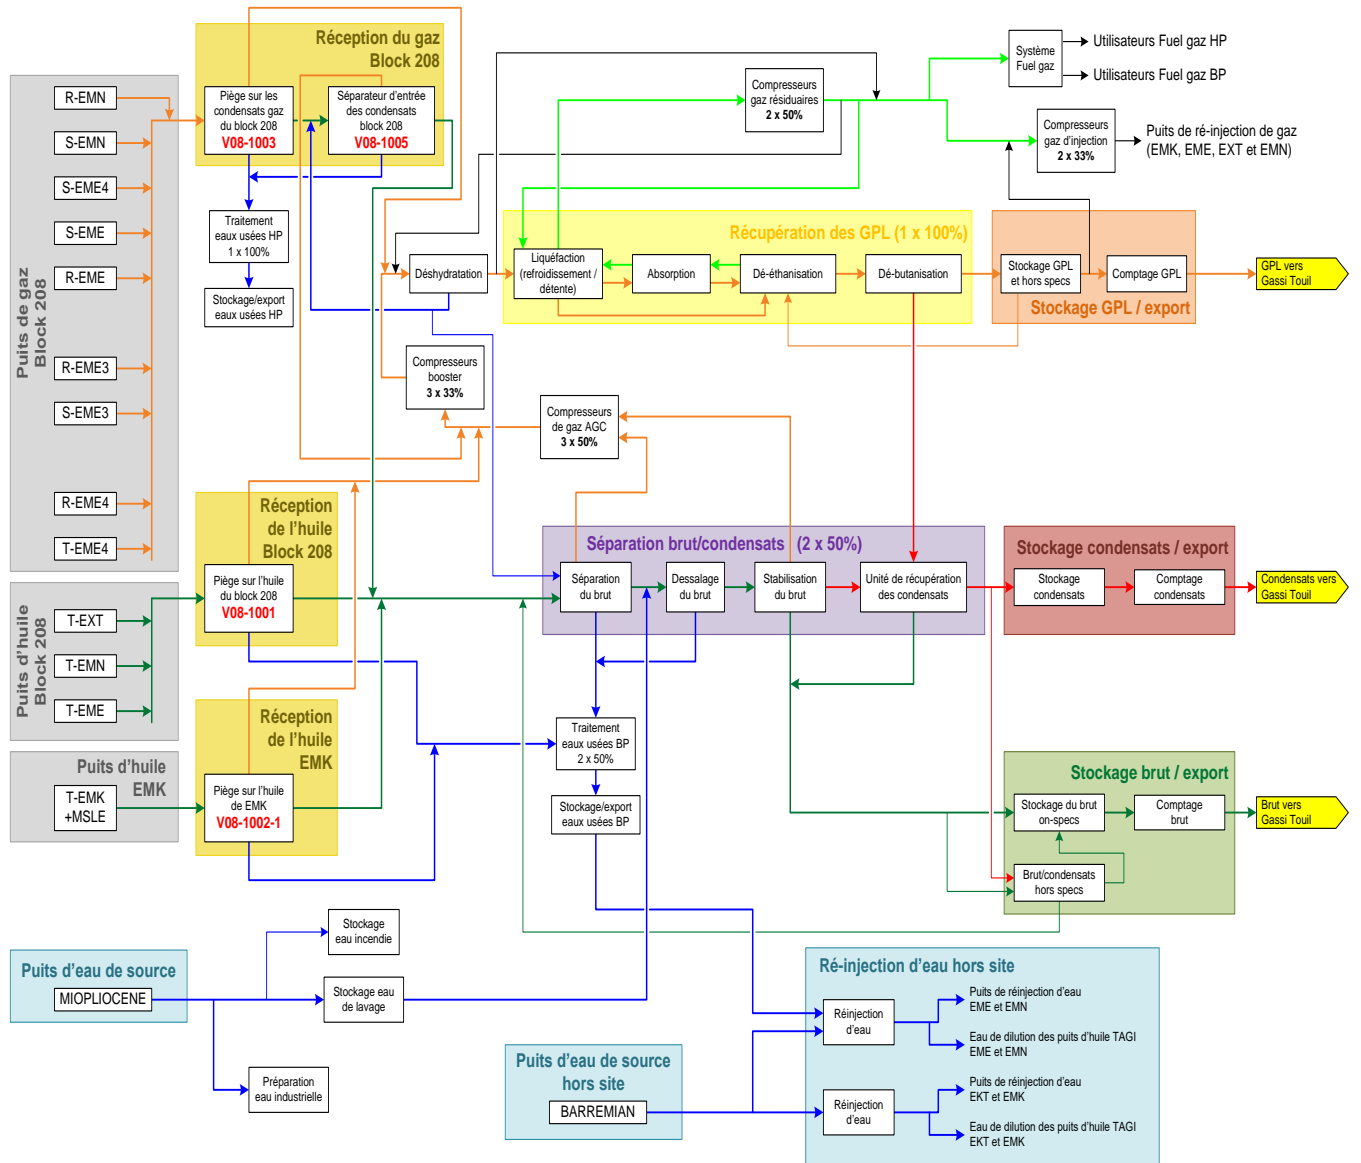 Réception du gaz
Block 208
Piège sur les
condensats gaz
du block 208
V08-1003
Séparateur d'entrée
des condensats
block 208
V08-1005
Puits de gaz
Block 208
R-EMN
S-EMN
S-EME4
S-EME
R-EME
R-EME3
S-EME3
R-EME4
T-EME4
Traitement
eaux usées HP
1 x 100%
Stockage/export
eaux usées HP
Déshydratation
Compresseurs
gaz résiduaires
2 x 50%
Système
Fuel gaz
Utilisateurs Fuel gaz HP
Utilisateurs Fuel gaz BP
Compresseurs
gaz d'injection
2 x 33%
Puits de ré-injection de gaz
(EMK, EME, EXT et EMN)
Récupération des GPL (1 x 100%)
Liquéfaction
(refroidissement /
détente)
Absorption
Dé-éthanisation
Dé-butanisation
Stockage GPL
et hors specs
Comptage GPL
Stockage GPL / export
GPL vers
Gassi Touil
Compresseurs
booster
3 x 33%
Compresseurs
de gaz AGC
3 x 50%
Réception
de l'huile
Block 208
Piège sur l'huile
du block 208
V08-1001
Puits d'huile
Block 208
T-EXT
T-EMN
T-EME
Séparation brut/condensats (2 x 50%)
Séparation
du brut
Dessalage
du brut
Stabilisation
du brut
Unité de récupération
des condensats
Stockage condensats / export
Stockage
condensats
Comptage
condensats
Condensats vers
Gassi Touil
Réception
de l'huile
EMK
Piège sur l'huile
de EMK
V08-1002-1
Puits d'huile
EMK
T-EMK
+MSLE
Traitement
eaux usées BP
2 x 50%
Stockage/export
eaux usées BP
Stockage brut / export
Stockage du brut
on-specs
Comptage
brut
Brut/condensats
hors specs
Brut vers
Gassi Touil
Stockage
eau incendie
Puits d'eau de source
MIOPLIOCENE
Stockage eau
de lavage
Préparation
eau industrielle
Puits d'eau de source
hors site
BARREMIAN
Ré-injection d'eau hors site
Réinjection
d'eau
Puits de réinjection d'eau
EME et EMN
Eau de dilution des puits d'huile TAGI
EME et EMN
Réinjection
d'eau
Puits de réinjection d'eau
EKT et EMK
Eau de dilution des puits d'huile TAGI
EKT et EMK